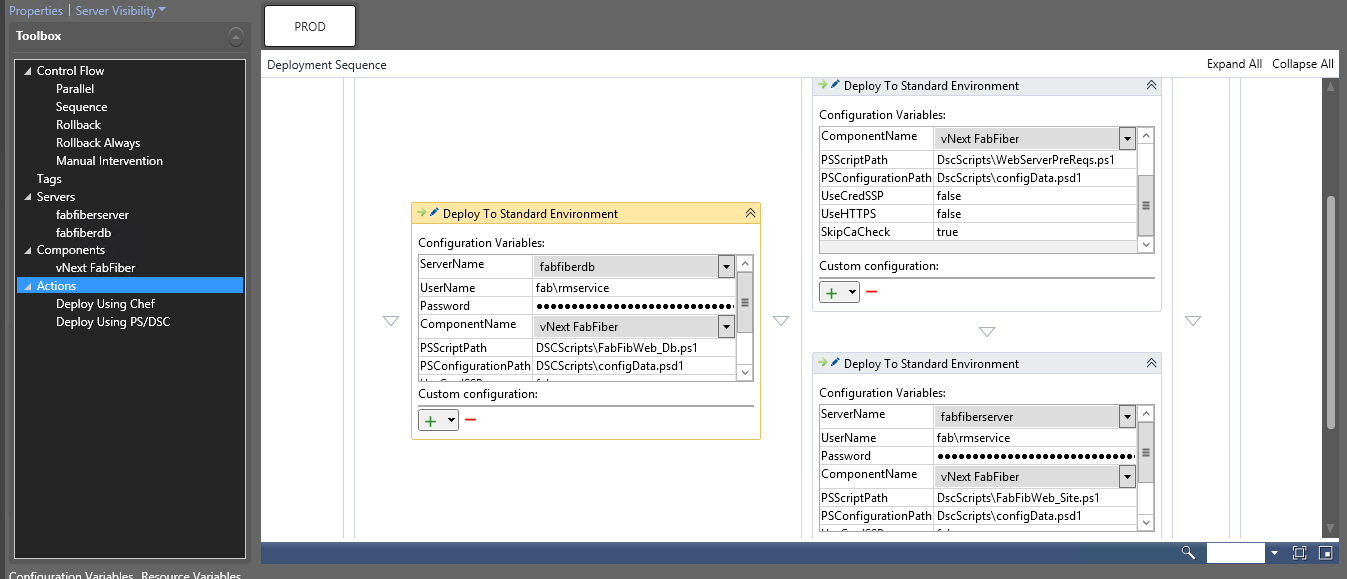 Properties | Server Visibility
Toolbox
Control Flow
Parallel
Sequence
Rollback
Rollback Always
Manual Intervention
Tags
Servers
fabfiberserver
fabfiberdb
Components
vNext FabFiber
Actions
Deploy Using Chef
Deploy Using PS/DSC
Configuration Variables Resource Variables
PROD
Deployment Sequence
Expand All Collapse All
Deploy To Standard Environment
Configuration Variables:
ServerName fabfiberdb
UserName fab\rmservice
Password
ComponentName vNext FabFiber
PSScriptPath DSCScripts\FabFibWeb_Db.ps1
PSConfigurationPath DSCScripts\configData.psd1
Custom configuration:
Deploy To Standard Environment
Configuration Variables:
ComponentName vNext FabFiber
PSScriptPath DscScripts\WebServerPreReqs.ps1
PSConfigurationPath DscScripts\configData.psd1
UseCredSSP false
UseHTTPS false
SkipCaCheck true
Custom configuration:
Deploy To Standard Environment
Configuration Variables:
ServerName fabfiberserver
UserName fab\rmservice
Password
ComponentName vNext FabFiber
PSScriptPath DscScripts\FabFibWeb_Site.ps1
PSConfigurationPath DscScripts\configData.psd1